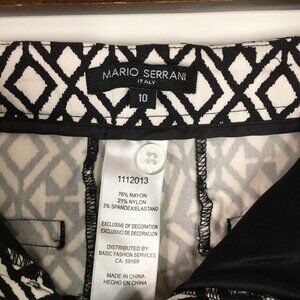 MARIO SERRANI
ITALY
10
1112013
76% RAYON
21% NYLON
3% SPANDEX/ELASTANO
EXCLUSIVE OF DECORATION
EXCLUSIVO DE DECORACION
DISTRIBUTED BY:
BASIC FASHION SERVICES
CA- 59169
MADE IN CHINA
HECHO EN CHINA